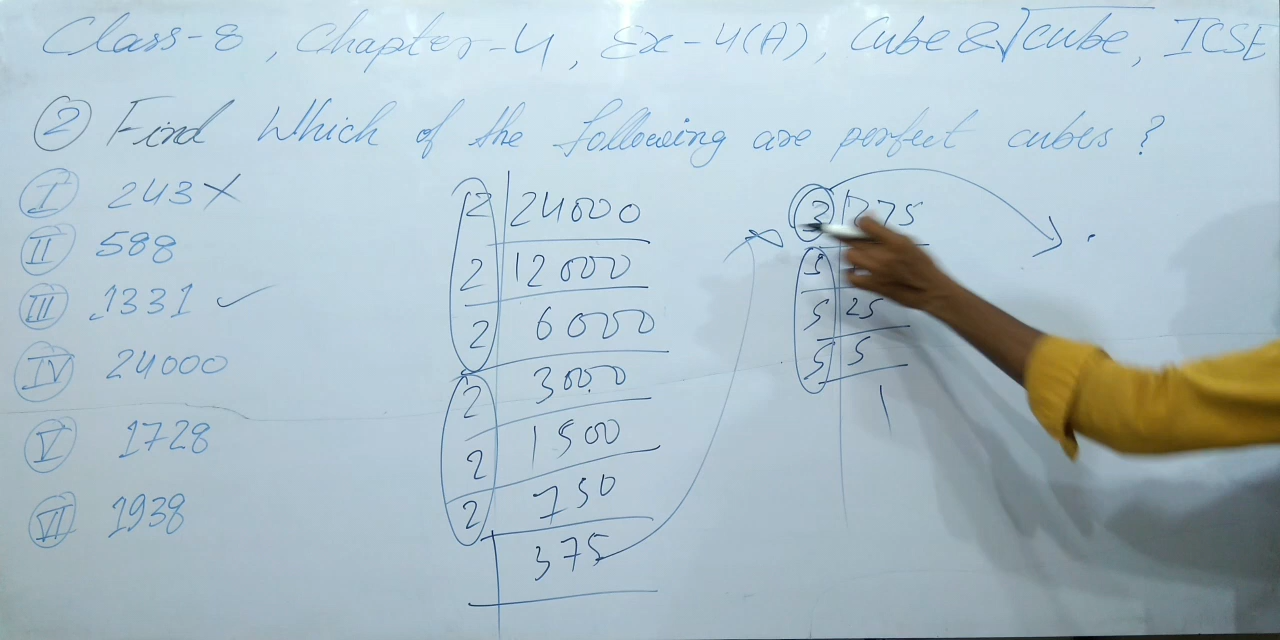 Class-8, Chapter-4, Ex-4(A), Cube & √cube, ICSE
② Find Which of the following are perfect cubes ?
Ⓘ 243 ✗
Ⅱ 588
Ⅲ 1331 ✓
Ⅳ 24000
Ⅴ 1728
Ⅵ 1938
2 | 24000
2 | 12000
2 | 6000
2 | 3000
2 | 1500
2 | 750
375
3 | 375
5
5 | 25
5 | 5
1